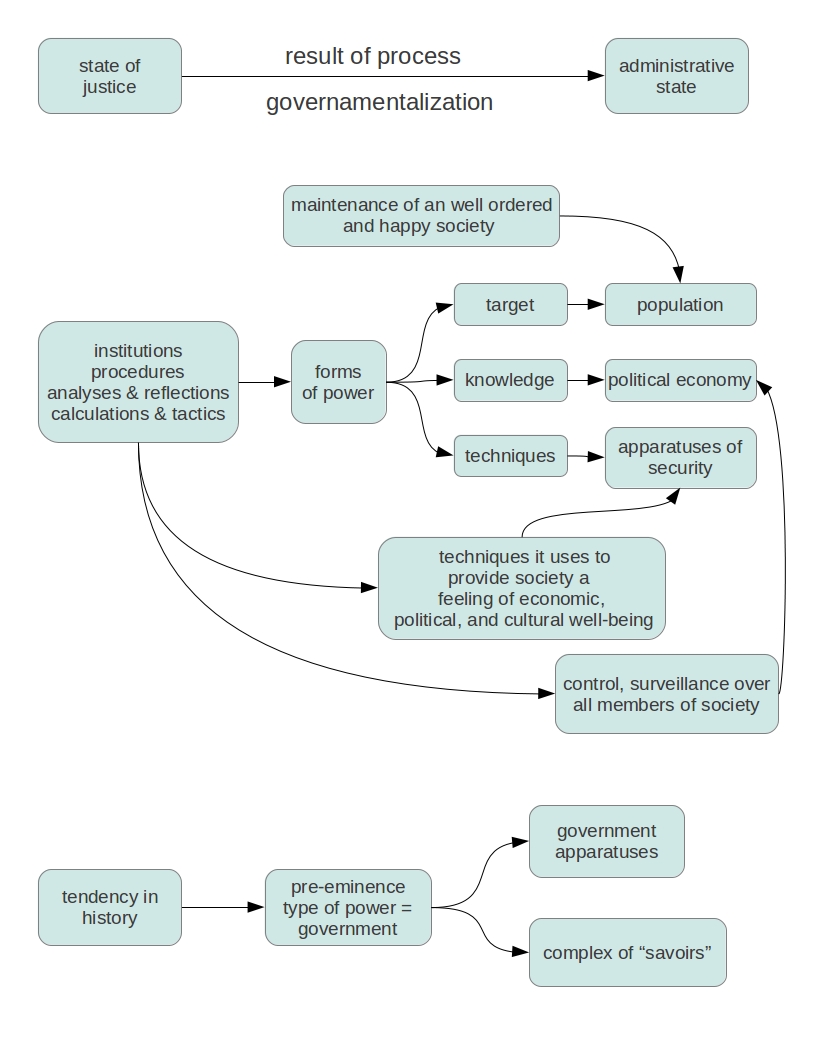 state of
justice
result of process
governamentalization
administrative
state
maintenance of an well ordered
and happy society
institutions
procedures
analyses & reflections
calculations & tactics
forms
of power
target
population
knowledge
political economy
techniques
apparatuses of
security
techniques it uses to
provide society a
feeling of economic,
political, and cultural well-being
control, surveillance over
all members of society
tendency in
history
pre-eminence
type of power =
government
government
apparatuses
complex of “savoirs”